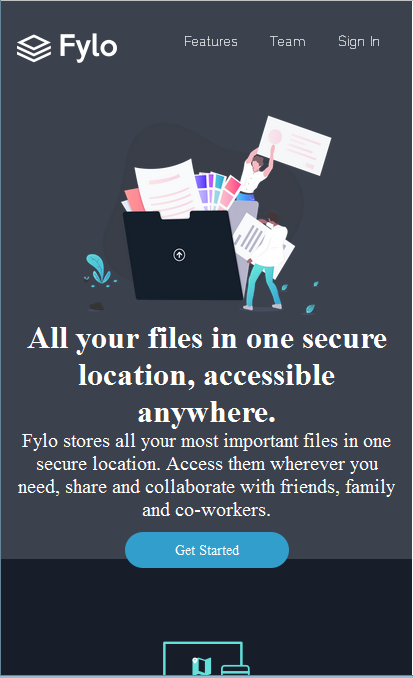 Fylo
Features Team Sign In
All your files in one secure
location, accessible
anywhere.
Fylo stores all your most important files in one
secure location. Access them wherever you
need, share and collaborate with friends, family
and co-workers.
Get Started